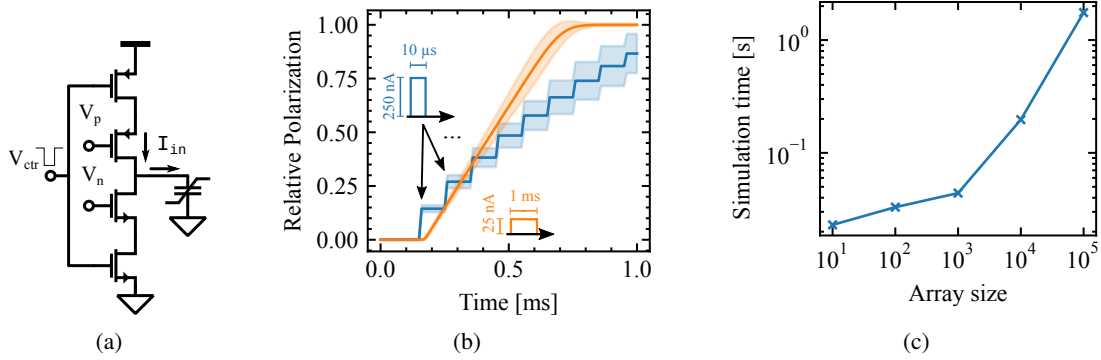 V_p
V_ctr
V_n
I_in
(a)
Relative Polarization
1.00
0.75
0.50
0.25
0.00
10 µs
250 nA
...
1 ms
25 nA
0.0
0.5
1.0
Time [ms]
(b)
Simulation time [s]
10^0
10^-1
10^1
10^2
10^3
10^4
10^5
Array size
(c)